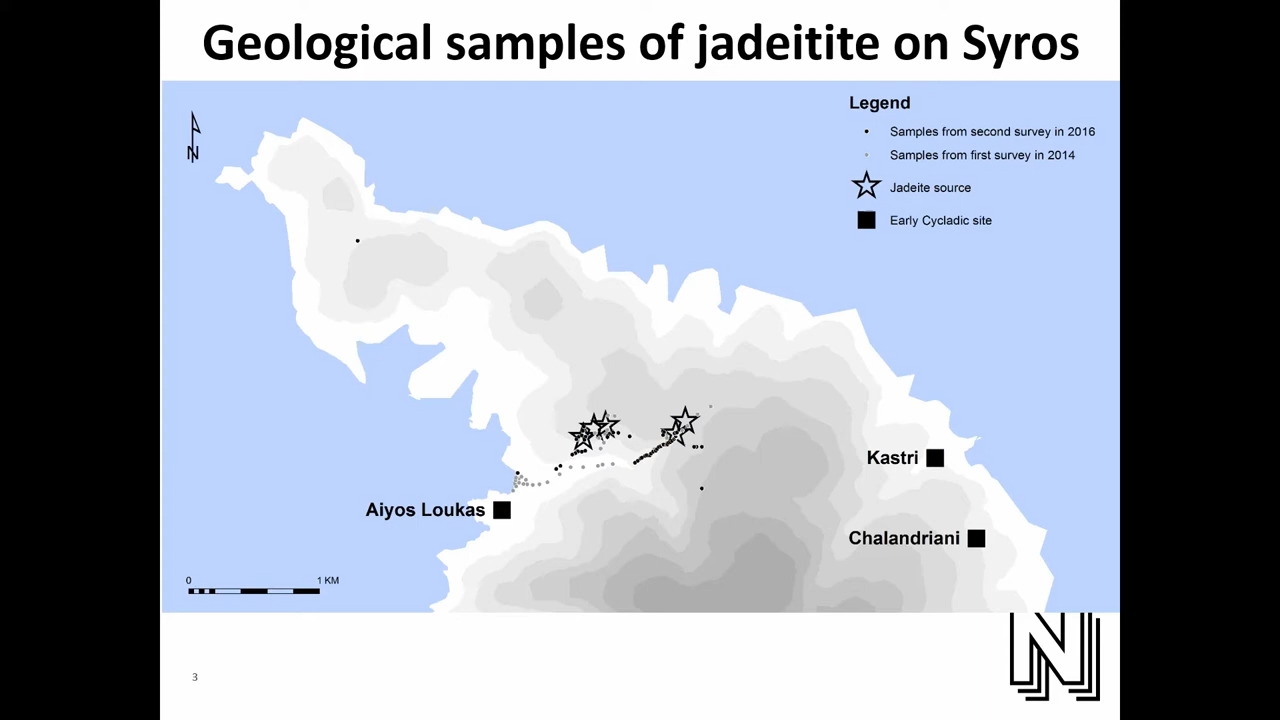 Geological samples of jadeitite on Syros
N
Legend
Samples from second survey in 2016
Samples from first survey in 2014
Jadeite source
Early Cycladic site
Kastri
Aiyos Loukas
Chalandriani
0 1 KM
N
3